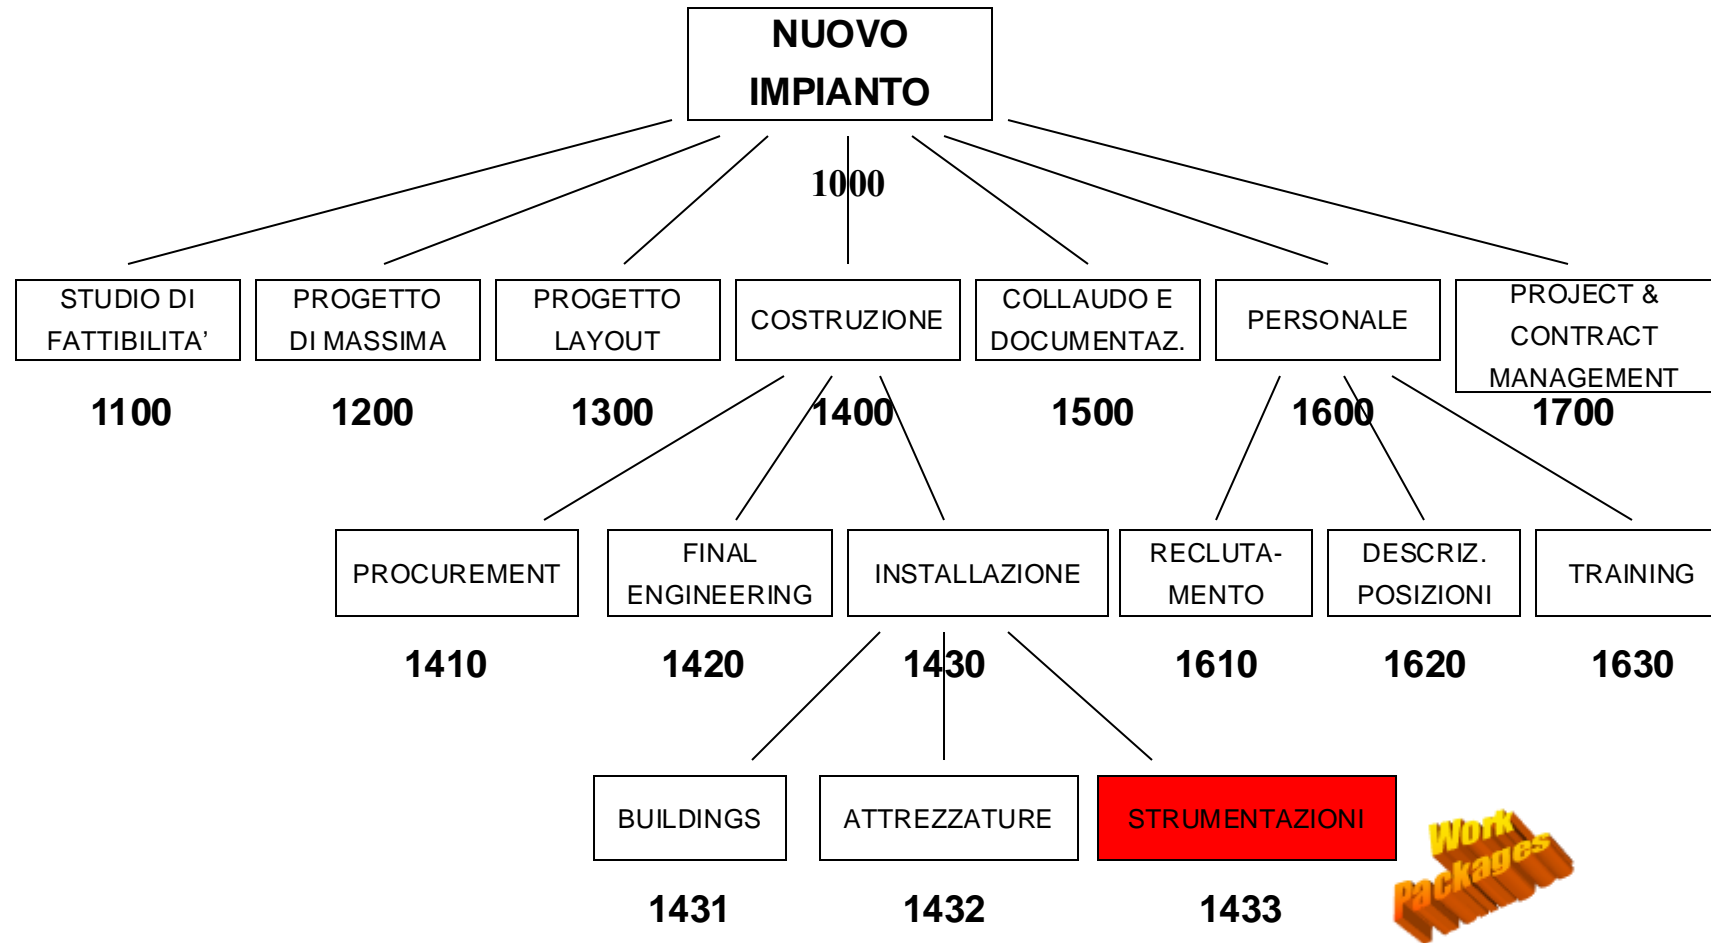 NUOVO
IMPIANTO
1000
STUDIO DI
FATTIBILITA’
PROGETTO
DI MASSIMA
PROGETTO
LAYOUT
COSTRUZIONE
COLLAUDO E
DOCUMENTAZ.
PERSONALE
PROJECT &
CONTRACT
MANAGEMENT
1100
1200
1300
1400
1500
1600
1700
PROCUREMENT
FINAL
ENGINEERING
INSTALLAZIONE
RECLUTA-
MENTO
DESCRIZ.
POSIZIONI
TRAINING
1410
1420
1430
1610
1620
1630
BUILDINGS
ATTREZZATURE
STRUMENTAZIONI
1431
1432
1433
Work
Packages